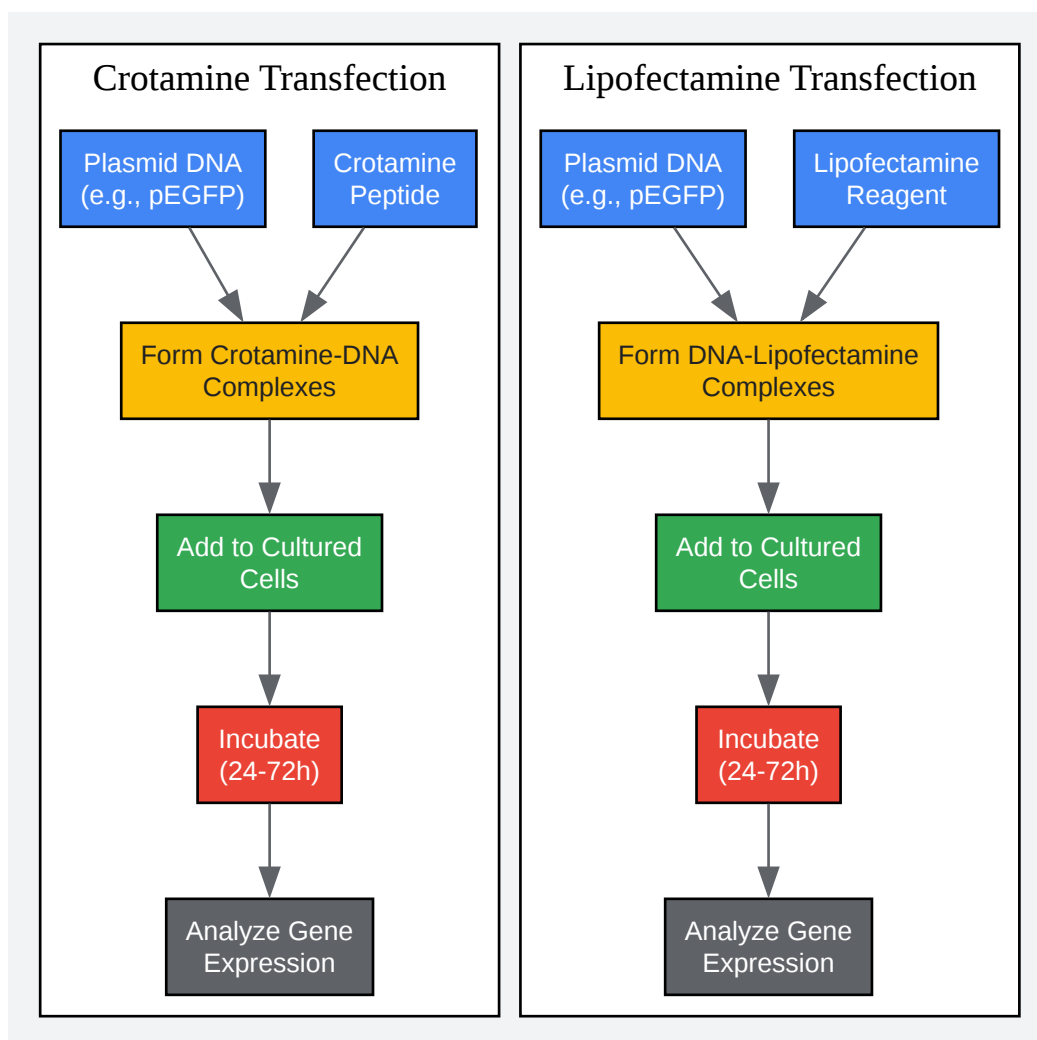 Crotamine Transfection
Plasmid DNA
(e.g., pEGFP)
Crotamine
Peptide
Form Crotamine-DNA
Complexes
Add to Cultured
Cells
Incubate
(24-72h)
Analyze Gene
Expression
Lipofectamine Transfection
Plasmid DNA
(e.g., pEGFP)
Lipofectamine
Reagent
Form DNA-Lipofectamine
Complexes
Add to Cultured
Cells
Incubate
(24-72h)
Analyze Gene
Expression